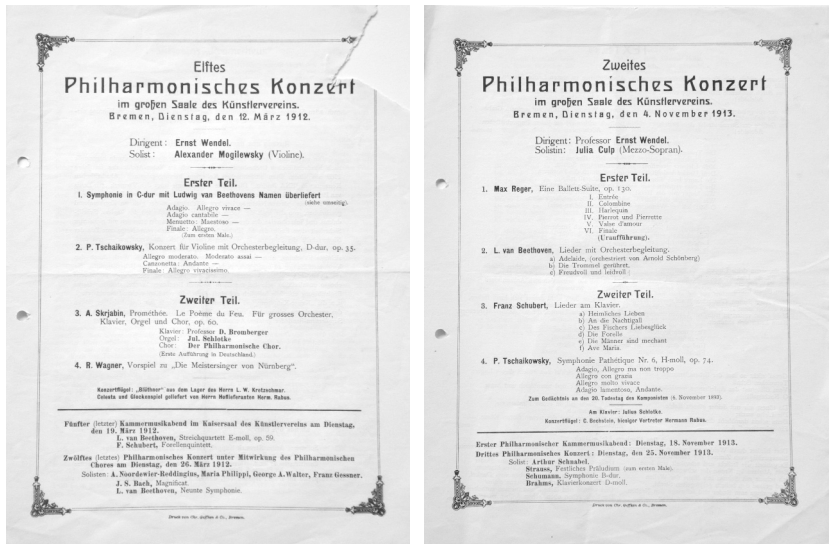 Elftes
Philharmonisches Konzert
im großen Saale des Künstlervereins.
Bremen, Dienstag, den 12. März 1912.
Dirigent: Ernst Wendel.
Solist: Alexander Mogilewsky (Violine).
Erster Teil.
1. Symphonie in C-dur mit Ludwig van Beethovens Namen überliefert
(siehe umseitig).
Adagio. Allegro vivace —
Adagio cantabile —
Menuetto: Maestoso —
Finale: Allegro.
(Zum ersten Male.)
2. P. Tschaikowsky, Konzert für Violine mit Orchesterbegleitung, D-dur, op. 35.
Allegro moderato. Moderato assai —
Canzonetta: Andante —
Finale: Allegro vivacissimo.
Zweiter Teil.
3. A. Skrjabin, Prométhée. Le Poème du Feu. Für grosses Orchester,
Klavier, Orgel und Chor, op. 60.
Klavier: Professor D. Bromberger
Orgel: Jul. Schlotke
Chor: Der Philharmonische Chor.
(Erste Aufführung in Deutschland.)
4. R. Wagner, Vorspiel zu „Die Meistersinger von Nürnberg“.
Konzertflügel: „Blüthner“ aus dem Lager des Herrn L. W. Kretzschmar.
Celesta und Glockenspiel geliefert von Herrn Hoflieferanten Herm. Rabus.
Fünfter (letzter) Kammermusikabend im Kaisersaal des Künstlervereins am Dienstag,
den 19. März 1912.
L. van Beethoven, Streichquartett E-moll, op. 59.
F. Schubert, Forellenquintett.
Zwölftes (letztes) Philharmonisches Konzert unter Mitwirkung des Philharmonischen
Chores am Dienstag, den 26. März 1912.
Solisten: A. Noordewier-Reddingius, Maria Philippi, George A. Walter, Franz Gessner.
J. S. Bach, Magnificat.
L. van Beethoven, Neunte Symphonie.
Druck von Chr. Geffken & Co., Bremen.
Zweites
Philharmonisches Konzert
im großen Saale des Künstlervereins.
Bremen, Dienstag, den 4. November 1913.
Dirigent: Professor Ernst Wendel.
Solistin: Julia Culp (Mezzo-Sopran).
Erster Teil.
1. Max Reger, Eine Ballett-Suite, op. 130.
I. Entrée
II. Colombine
III. Harlequin
IV. Pierrot und Pierrette
V. Valse d'amour
VI. Finale
(Uraufführung).
2. L. van Beethoven, Lieder mit Orchesterbegleitung.
a) Adelaide, (orchestriert von Arnold Schönberg)
b) Die Trommel gerühret.
c) Freudvoll und leidvoll
Zweiter Teil.
3. Franz Schubert, Lieder am Klavier.
a) Heimliches Lieben
b) An die Nachtigall
c) Des Fischers Liebesglück
d) Die Forelle
e) Die Männer sind mechant
f) Ave Maria.
4. P. Tschaikowsky, Symphonie Pathétique Nr. 6, H-moll, op. 74.
Adagio, Allegro ma non troppo
Allegro con grazia
Allegro molto vivace
Adagio lamentoso, Andante.
Zum Gedächtnis an den 20. Todestag des Komponisten (6. November 1893).
Am Klavier: Julius Schlotke.
Konzertflügel: C. Bechstein, hiesiger Vertreter Hermann Rabus.
Erster Philharmonischer Kammermusikabend: Dienstag, 18. November 1913.
Drittes Philharmonisches Konzert: Dienstag, den 25. November 1913.
Solist: Arthur Schnabel.
Strauss, Festliches Präludium (zum ersten Male).
Schumann, Symphonie B-dur.
Brahms, Klavierkonzert D-moll.
Druck von Chr. Geffken & Co., Bremen.